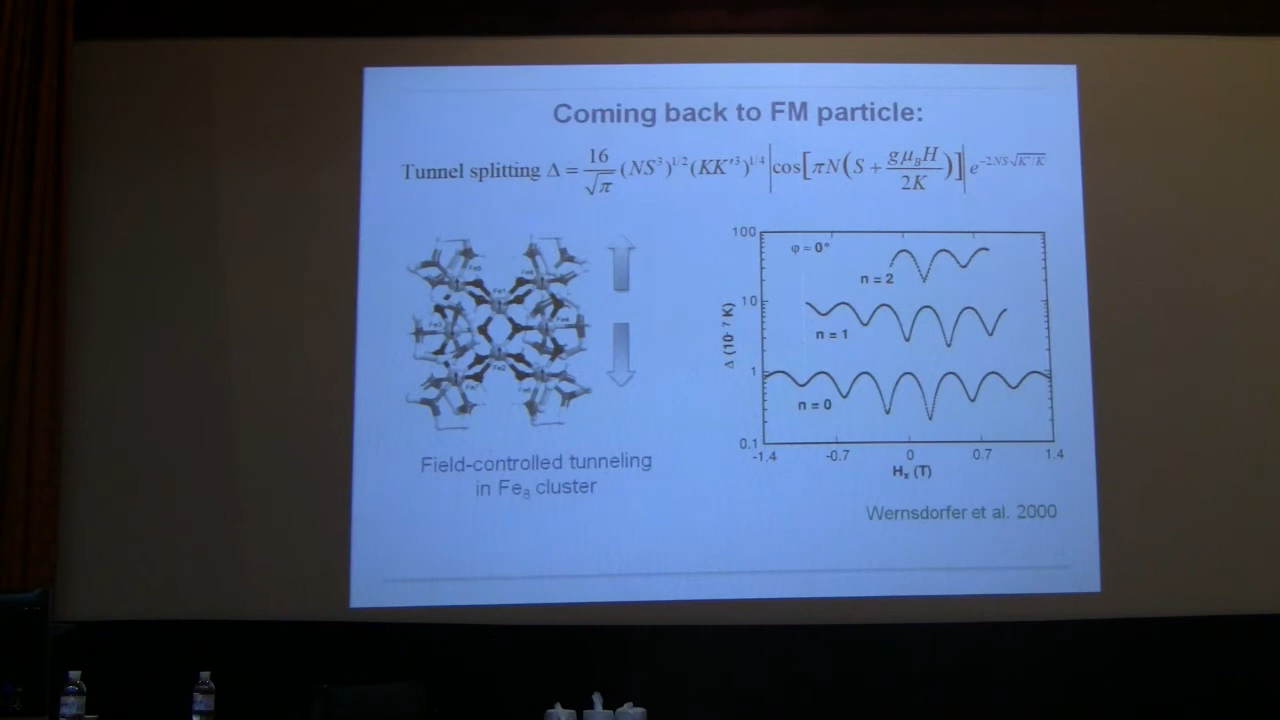 Coming back to FM particle:
Tunnel splitting Δ = 16/√π (NS³)^1/2 (KK′³)^1/4 |cos[πN(S + gμ_BH/2K)]| e^−2NS√K′/K
Field-controlled tunneling
in Fe₈ cluster
100
10
1
0.1
Δ (10⁻⁷ K)
φ = 0°
n = 2
n = 1
n = 0
-1.4 -0.7 0 0.7 1.4
Hₓ (T)
Wernsdorfer et al. 2000